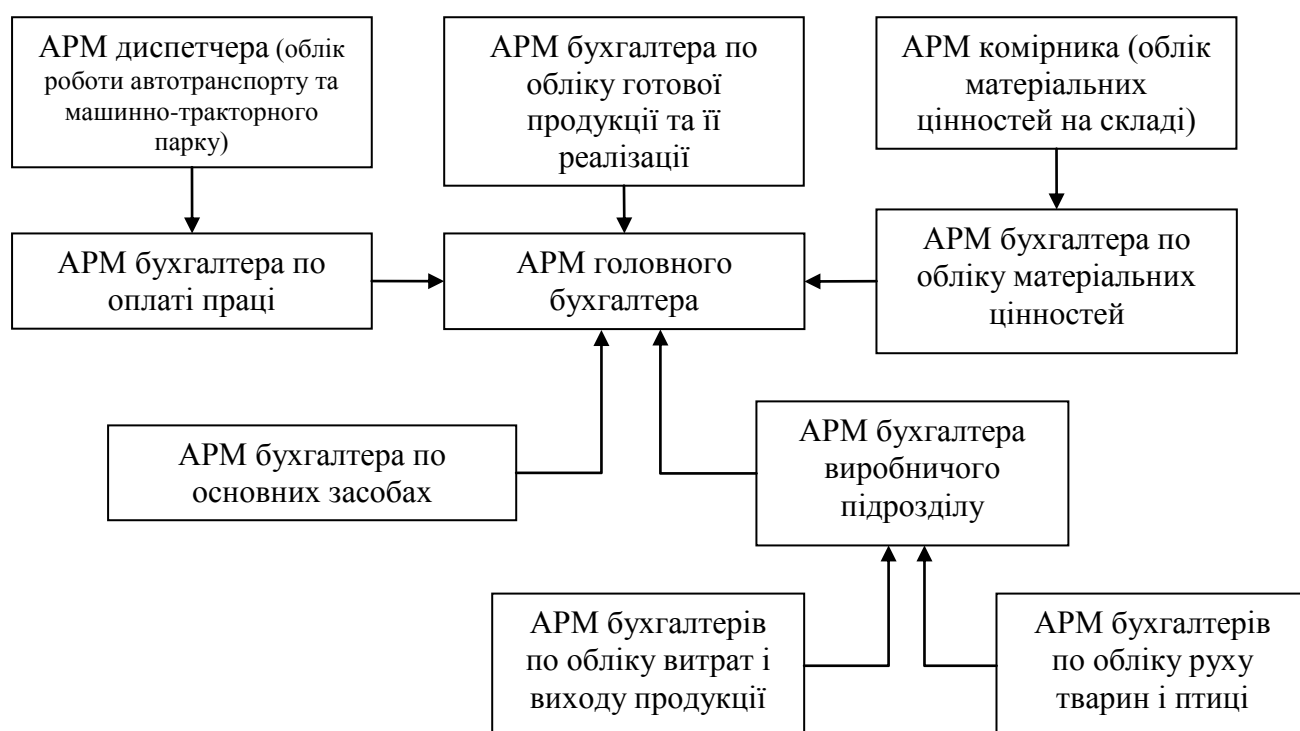 АРМ диспетчера (облік
роботи автотранспорту та
машинно-тракторного
парку)
АРМ бухгалтера по
обліку готової
продукції та її
реалізації
АРМ комірника (облік
матеріальних
цінностей на складі)
АРМ бухгалтера по
оплаті праці
АРМ головного
бухгалтера
АРМ бухгалтера по
обліку матеріальних
цінностей
АРМ бухгалтера по
основних засобах
АРМ бухгалтера
виробничого
підрозділу
АРМ бухгалтерів
по обліку витрат і
виходу продукції
АРМ бухгалтерів
по обліку руху
тварин і птиці